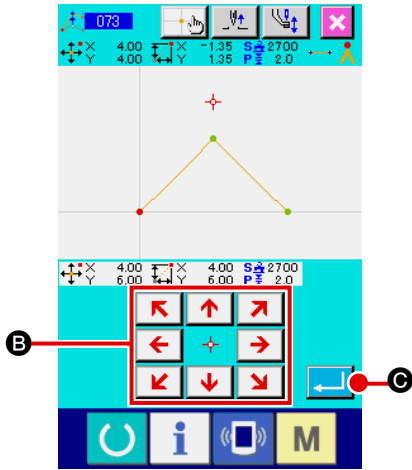 073
X 4.00 X -1.35 S 2700
Y 4.00 Y 1.35 P 2.0
X 4.00 X 4.00 S 2700
Y 6.00 Y 6.00 P 2.0
B
C
i M